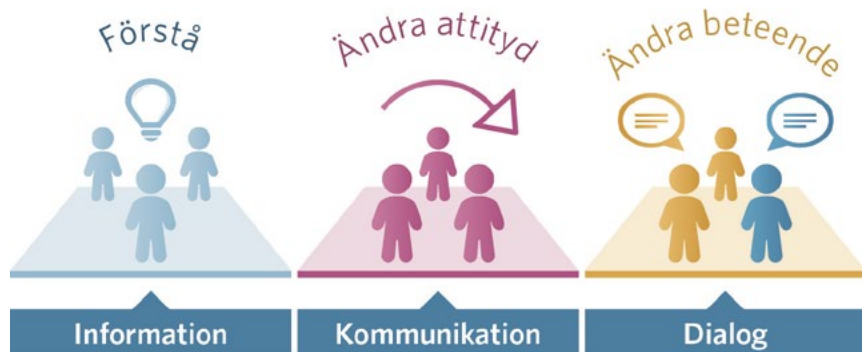 Förstå
Ändra attityd
Ändra beteende
Information
Kommunikation
Dialog